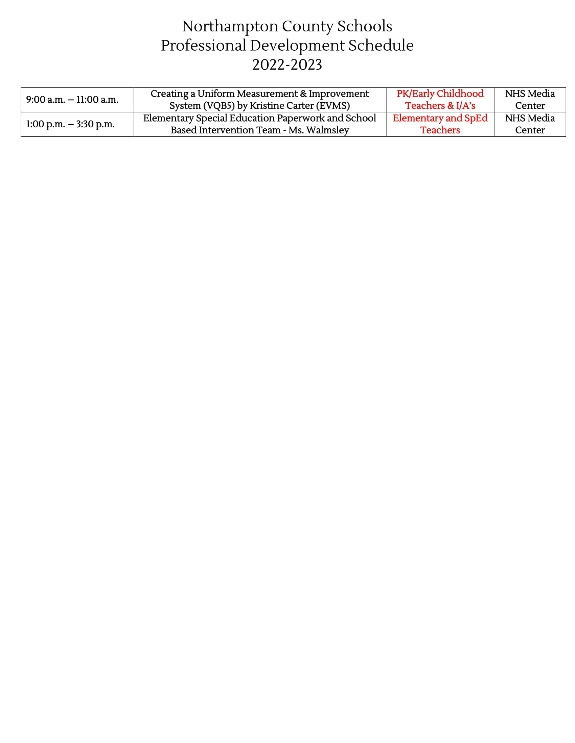 Northampton County Schools
Professional Development Schedule
2022-2023
9:00 a.m. – 11:00 a.m.
Creating a Uniform Measurement & Improvement
System (VQB5) by Kristine Carter (EVMS)
PK/Early Childhood
Teachers & I/A's
NHS Media
Center
1:00 p.m. – 3:30 p.m.
Elementary Special Education Paperwork and School
Based Intervention Team - Ms. Walmsley
Elementary and SpEd
Teachers
NHS Media
Center